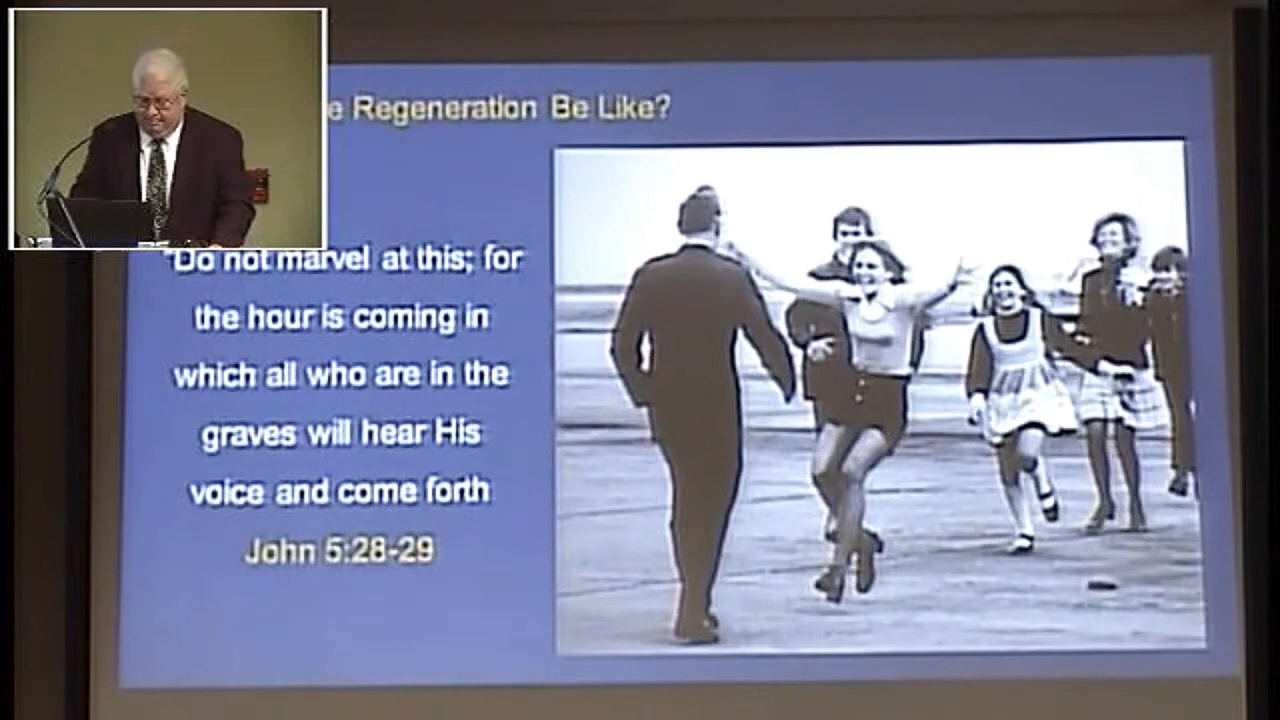 e Regeneration Be Like?
"Do not marvel at this; for
the hour is coming in
which all who are in the
graves will hear His
voice and come forth
John 5:28-29